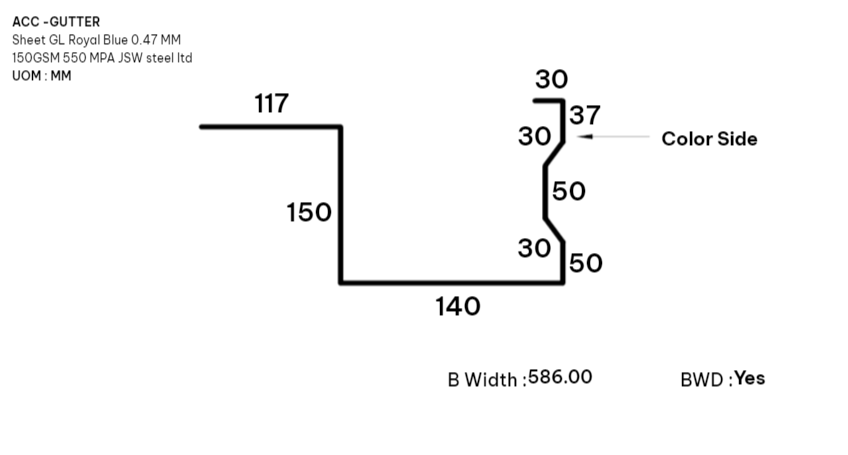 ACC -GUTTER
Sheet GL Royal Blue 0.47 MM
150GSM 550 MPA JSW steel ltd
UOM : MM
30
117
37
30
Color Side
50
150
30
50
140
B Width :586.00
BWD :Yes